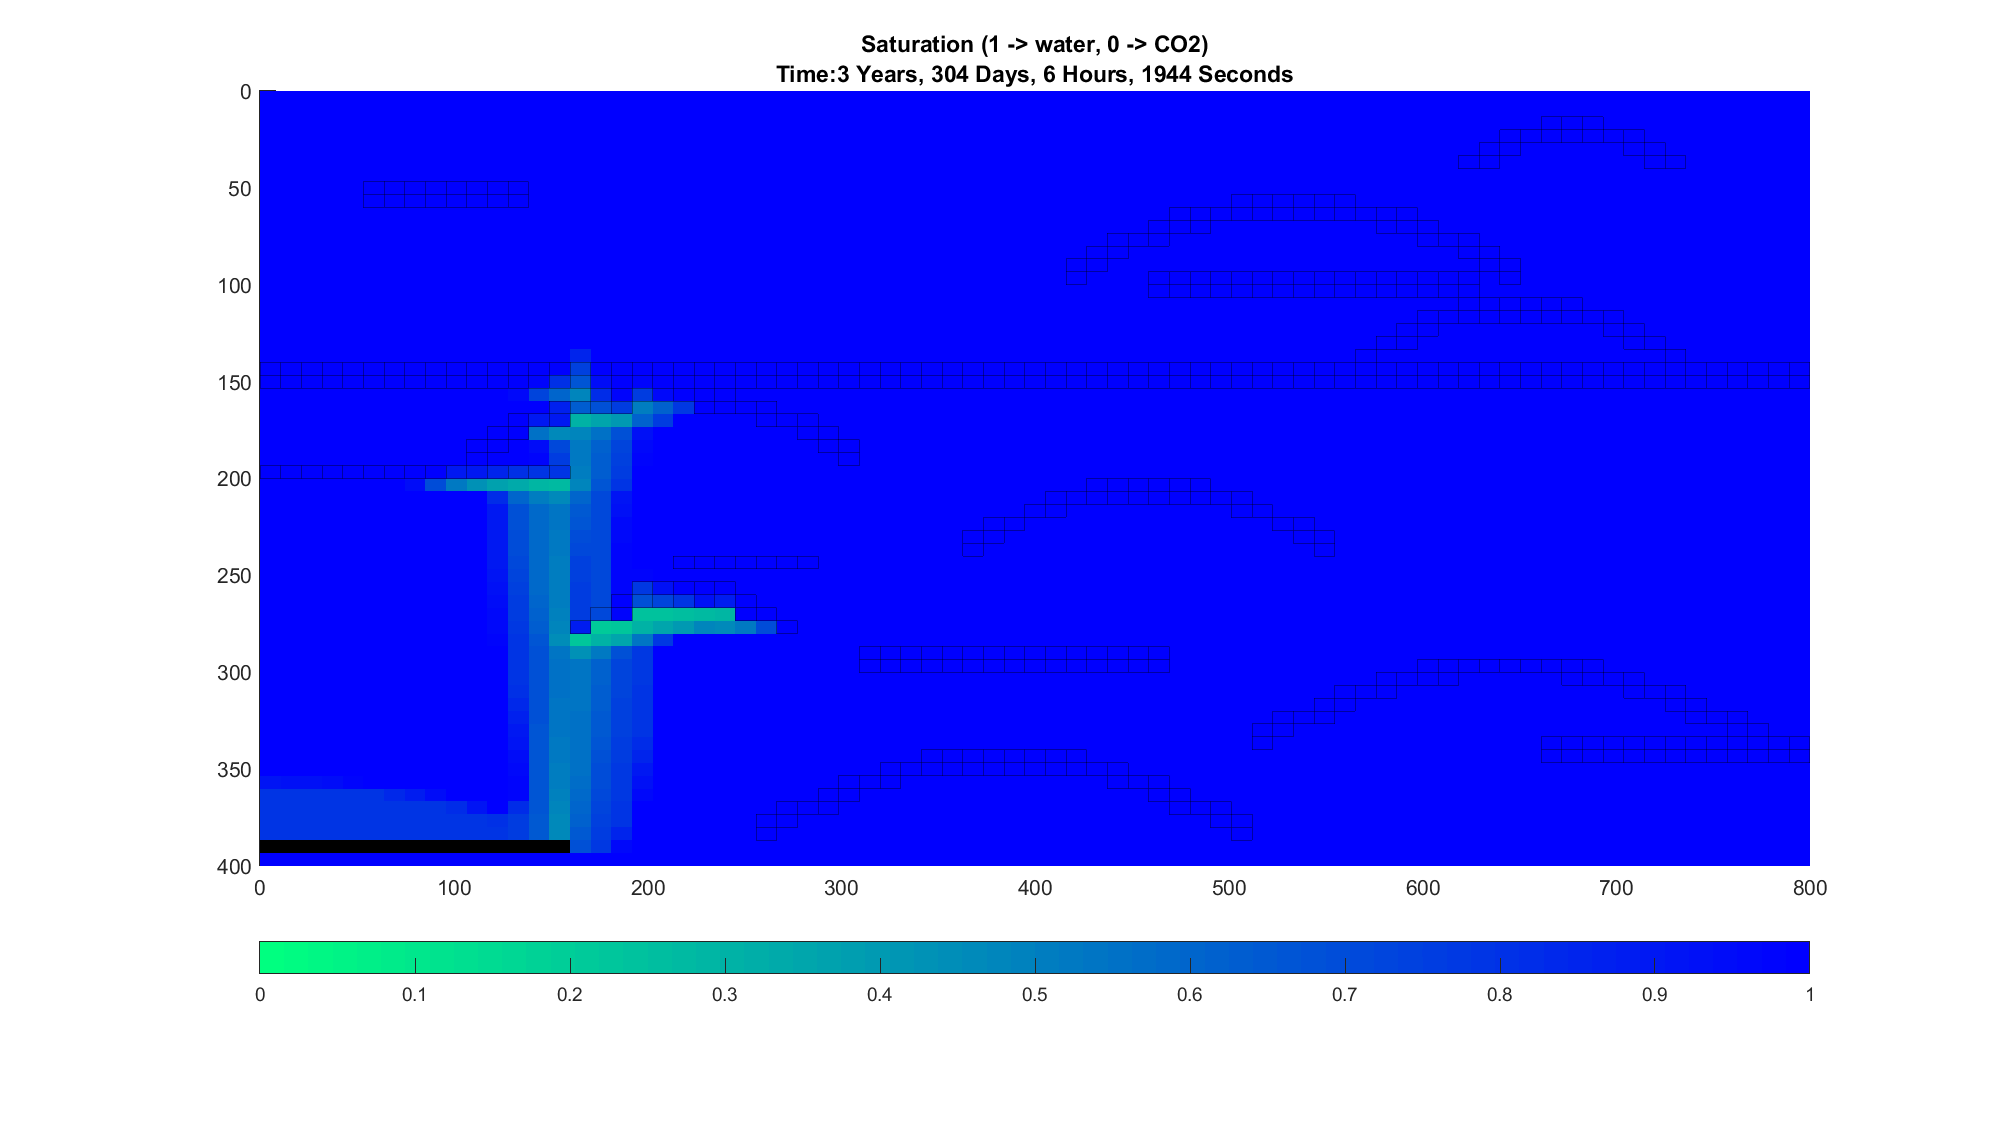 Saturation (1 -> water, 0 -> CO2)
Time:3 Years, 304 Days, 6 Hours, 1944 Seconds
0
50
100
150
200
250
300
350
400
0 100 200 300 400 500 600 700 800
0 0.1 0.2 0.3 0.4 0.5 0.6 0.7 0.8 0.9 1